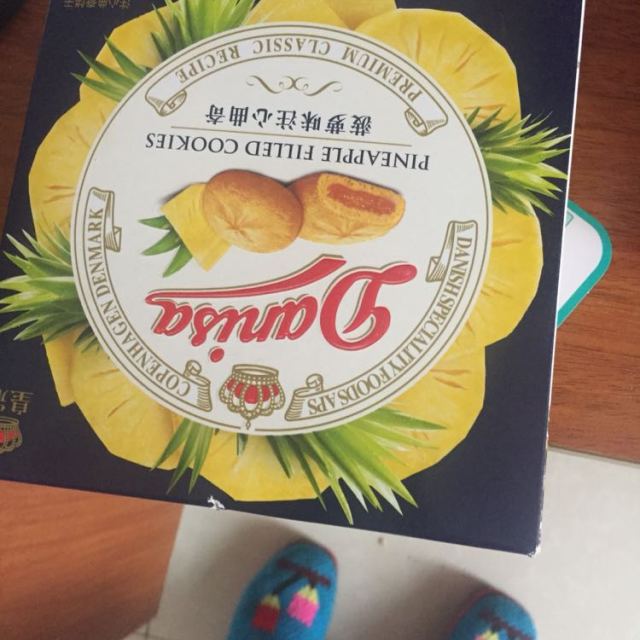 Danisa
DANISH SPECIALITY FOODS APS
COPENHAGEN DENMARK
PINEAPPLE FILLED COOKIES
菠萝味注心曲奇
PREMIUM CLASSIC RECIPE